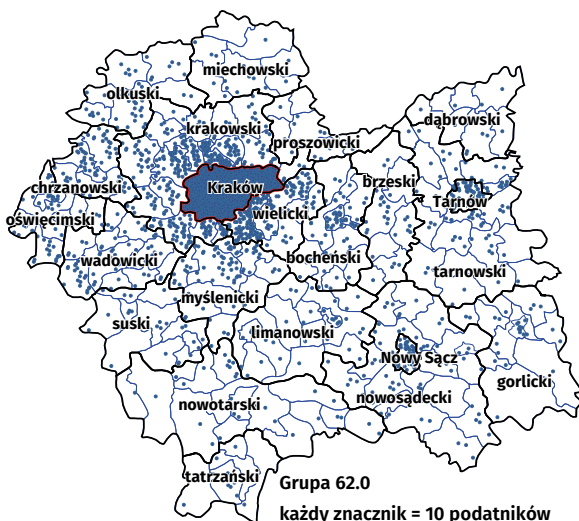 miechowski
olkuski
krakowski
dąbrowski
proszowicki
chrzanowski
Kraków
brzeski
Tarnów
oświęcimski
wielicki
wadowicki
bocheński
tarnowski
myślenicki
suski
limanowski
Nowy Sącz
gorlicki
nowotarski
nowosądecki
tatrzański
Grupa 62.0
każdy znacznik = 10 podatników